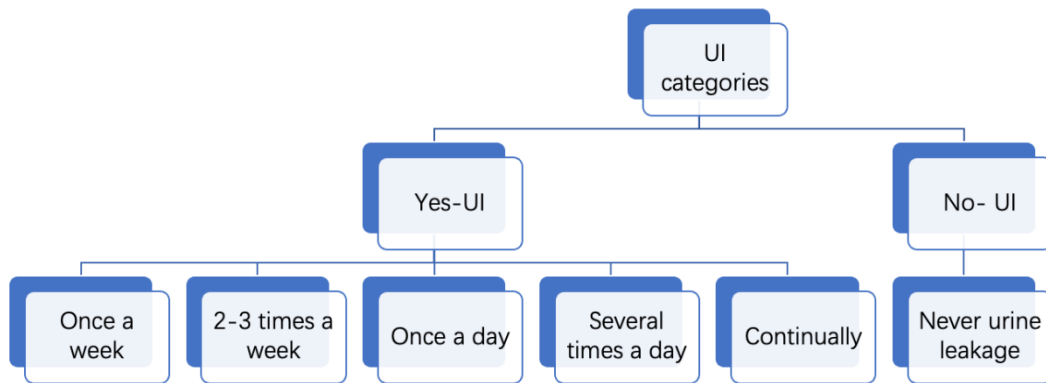 UI
categories
Yes-UI
No- UI
Once a
week
2-3 times a
week
Once a day
Several
times a day
Continually
Never urine
leakage